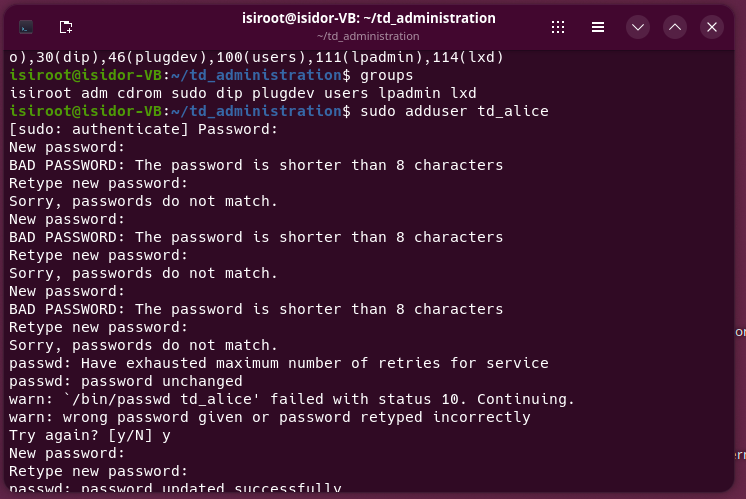 isiroot@isidor-VB: ~/td_administration
~/td_administration
o),30(dip),46(plugdev),100(users),111(lpadmin),114(lxd)
isiroot@isidor-VB:~/td_administration$ groups
isiroot adm cdrom sudo dip plugdev users lpadmin lxd
isiroot@isidor-VB:~/td_administration$ sudo adduser td_alice
[sudo: authenticate] Password:
New password:
BAD PASSWORD: The password is shorter than 8 characters
Retype new password:
Sorry, passwords do not match.
New password:
BAD PASSWORD: The password is shorter than 8 characters
Retype new password:
Sorry, passwords do not match.
New password:
BAD PASSWORD: The password is shorter than 8 characters
Retype new password:
Sorry, passwords do not match.
passwd: Have exhausted maximum number of retries for service
passwd: password unchanged
warn: `/bin/passwd td_alice' failed with status 10. Continuing.
warn: wrong password given or password retyped incorrectly
Try again? [y/N] y
New password:
Retype new password:
passwd: password updated successfully